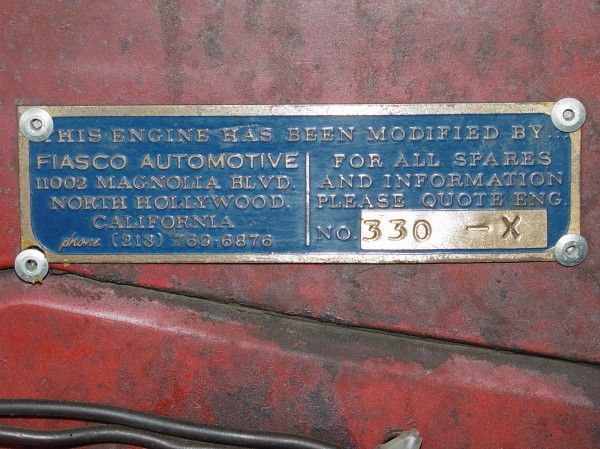 THIS ENGINE HAS BEEN MODIFIED BY
FIASCO AUTOMOTIVE
11002 MAGNOLIA BLVD.
NORTH HOLLYWOOD,
CALIFORNIA
phone (213) 769-6876
FOR ALL SPARES
AND INFORMATION
PLEASE QUOTE ENG.
NO. 330 -X